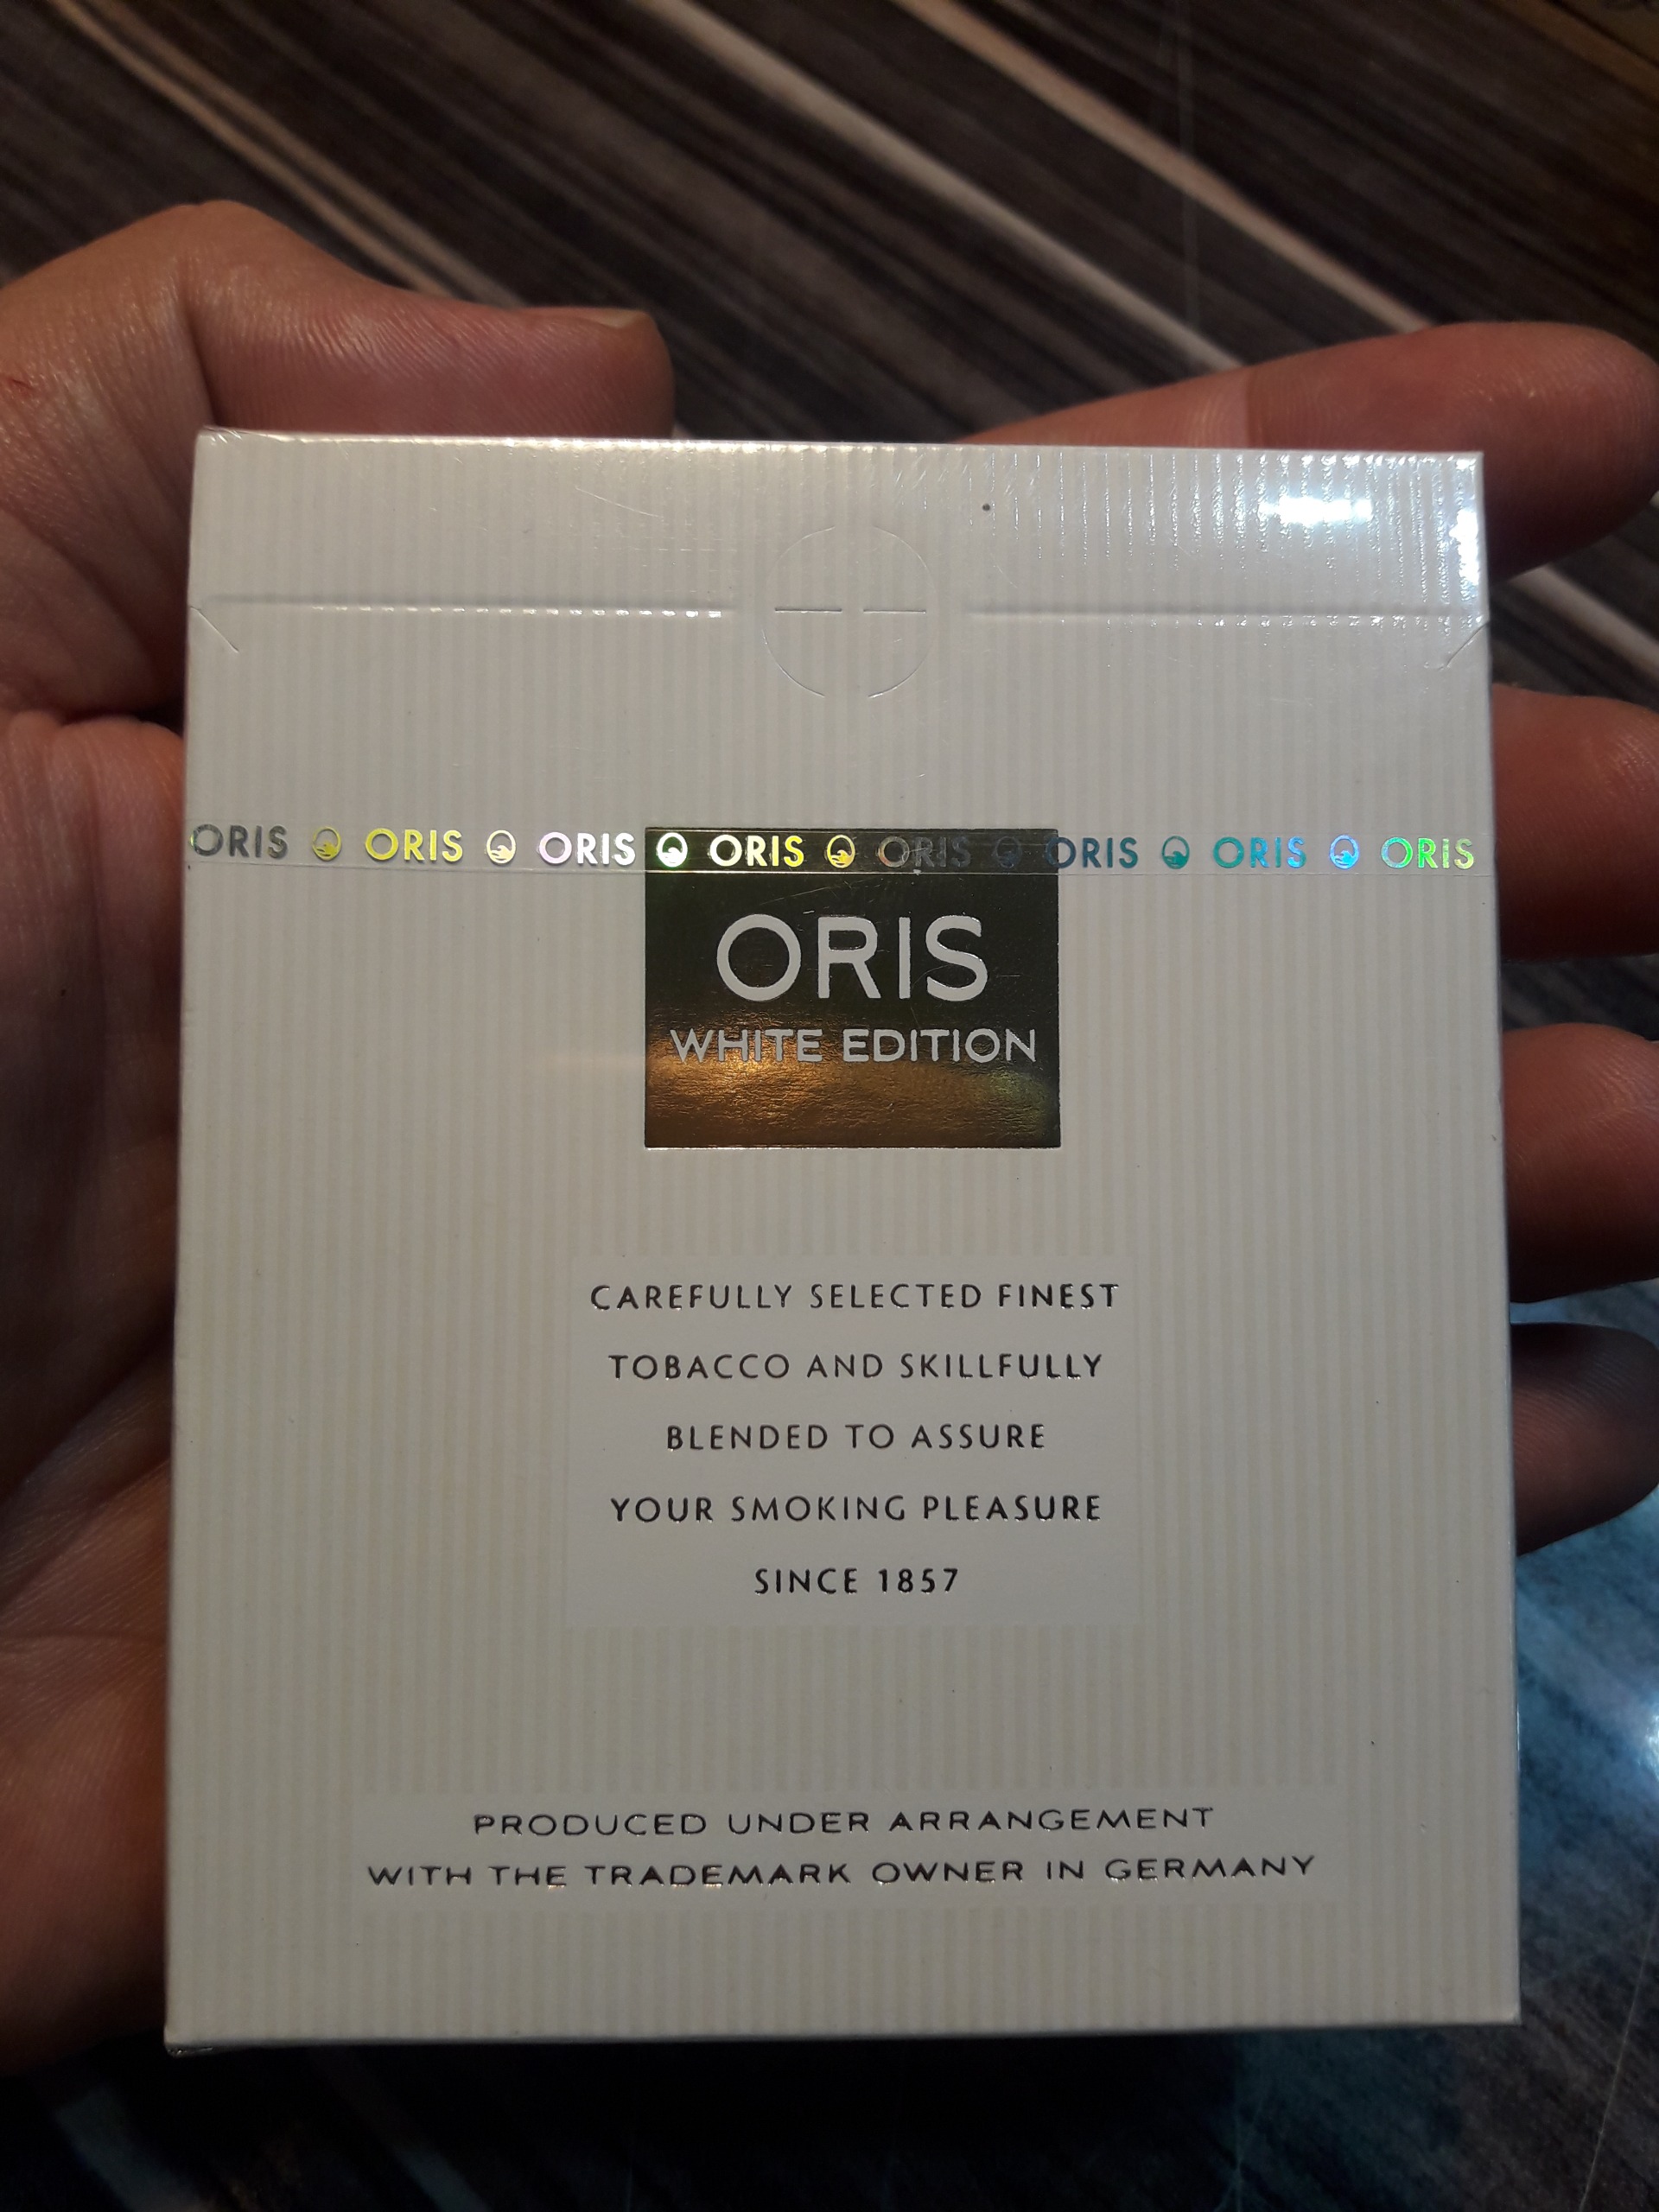 ORIS ORIS ORIS ORIS ORIS ORIS ORIS ORIS
ORIS
WHITE EDITION
CAREFULLY SELECTED FINEST
TOBACCO AND SKILLFULLY
BLENDED TO ASSURE
YOUR SMOKING PLEASURE
SINCE 1857
PRODUCED UNDER ARRANGEMENT
WITH THE TRADEMARK OWNER IN GERMANY